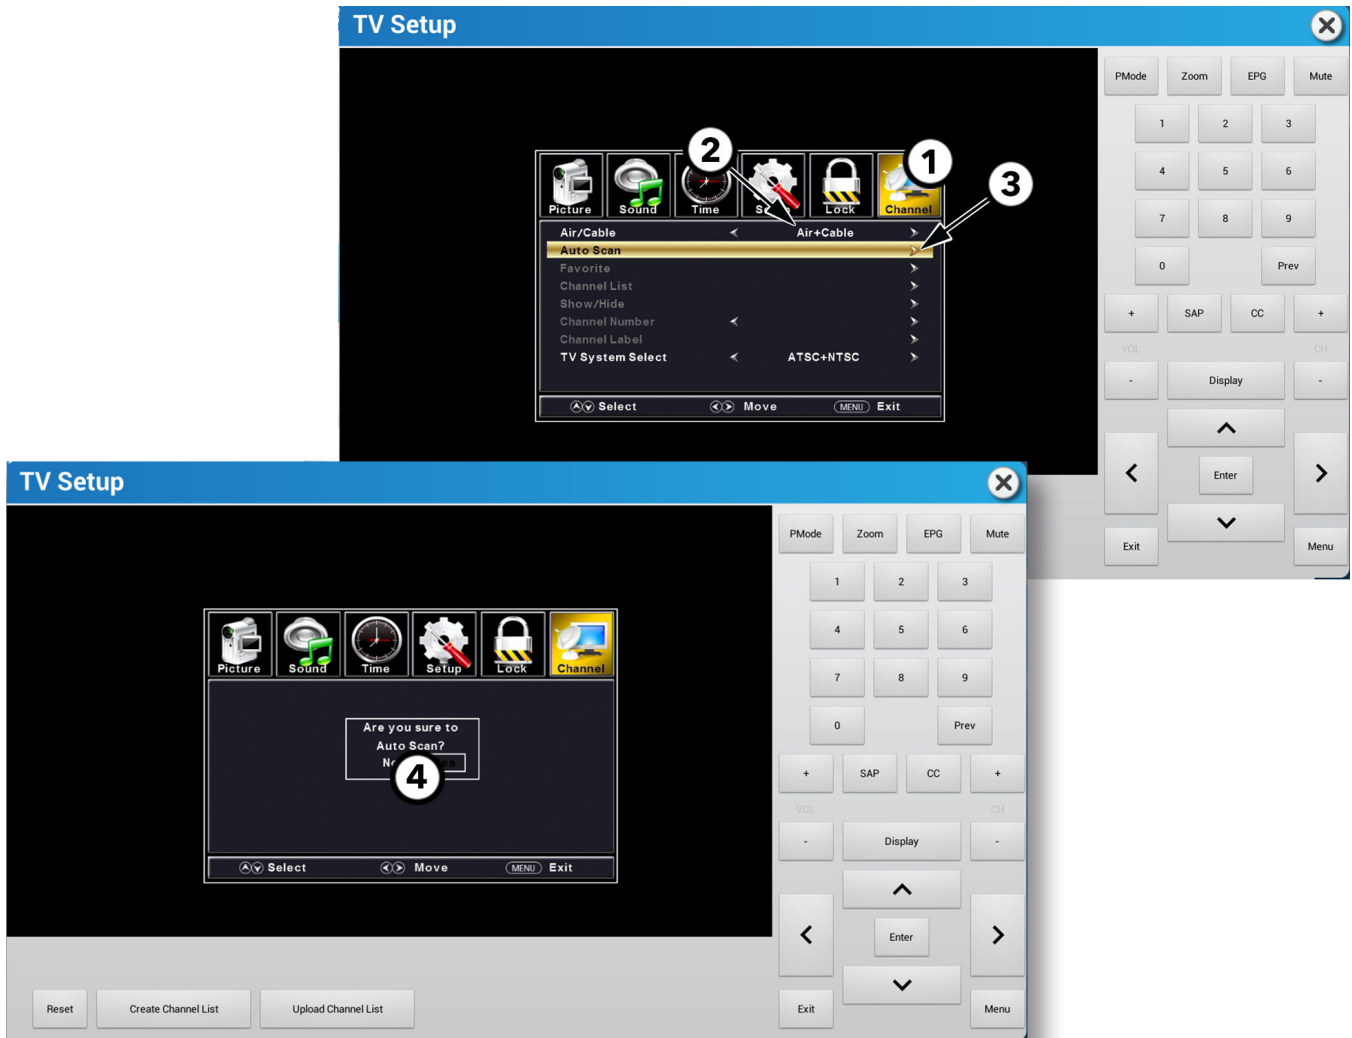 TV Setup
PMode Zoom EPG Mute
1 2 3
4 5 6
7 8 9
0 Prev
+ SAP CC +
VOL CH
- Display -
Enter
Exit Menu
2 1 3
Picture Sound Time Lock Channel
Air/Cable Air+Cable
Auto Scan
Favorite
Channel List
Show/Hide
Channel Number
Channel Label
TV System Select ATSC+NTSC
Select Move MENU Exit
TV Setup
PMode Zoom EPG Mute
1 2 3
4 5 6
7 8 9
0 Prev
+ SAP CC +
VOL CH
- Display -
Enter
Exit Menu
Picture Sound Time Setup Lock Channel
Are you sure to
Auto Scan?
No
4
Select Move MENU Exit
Reset Create Channel List Upload Channel List